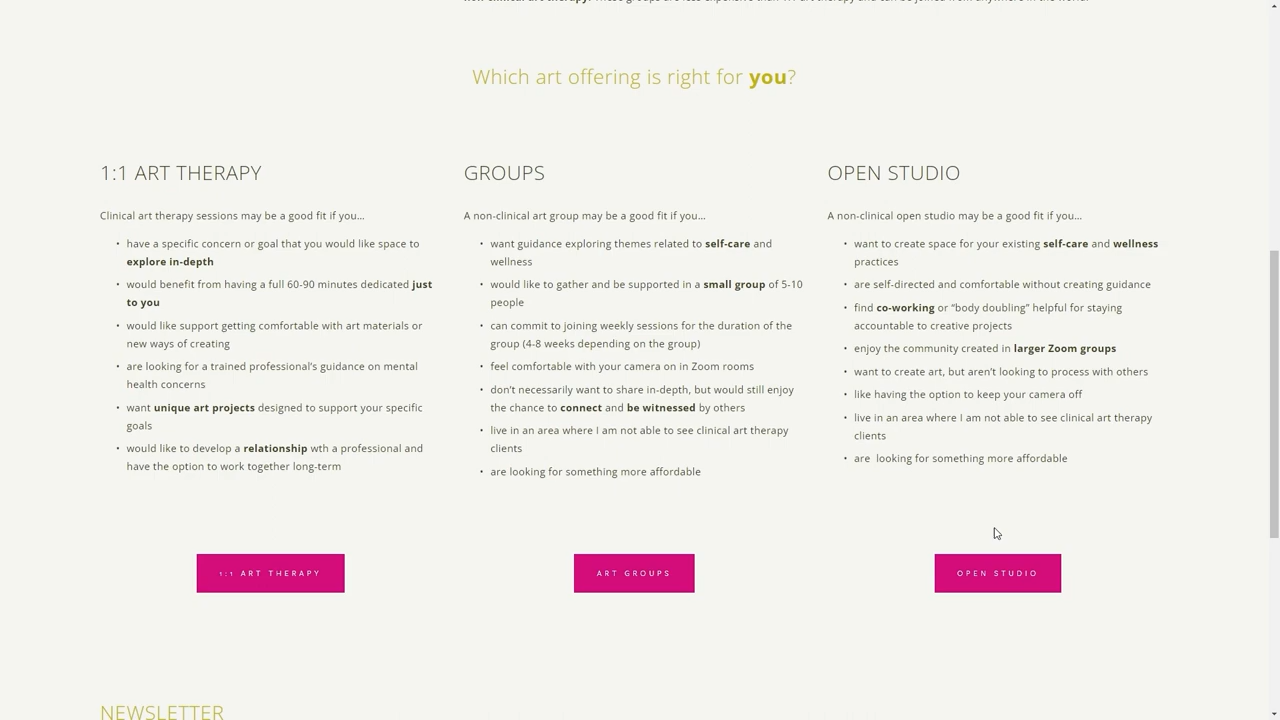 Which art offering is right for you?
1:1 ART THERAPY
Clinical art therapy sessions may be a good fit if you...
• have a specific concern or goal that you would like space to
explore in-depth
• would benefit from having a full 60-90 minutes dedicated just
to you
• would like support getting comfortable with art materials or
new ways of creating
• are looking for a trained professional's guidance on mental
health concerns
• want unique art projects designed to support your specific
goals
• would like to develop a relationship wth a professional and
have the option to work together long-term
1:1 ART THERAPY
GROUPS
A non-clinical art group may be a good fit if you...
• want guidance exploring themes related to self-care and
wellness
• would like to gather and be supported in a small group of 5-10
people
• can commit to joining weekly sessions for the duration of the
group (4-8 weeks depending on the group)
• feel comfortable with your camera on in Zoom rooms
• don't necessarily want to share in-depth, but would still enjoy
the chance to connect and be witnessed by others
• live in an area where I am not able to see clinical art therapy
clients
• are looking for something more affordable
ART GROUPS
OPEN STUDIO
A non-clinical open studio may be a good fit if you...
• want to create space for your existing self-care and wellness
practices
• are self-directed and comfortable without creating guidance
• find co-working or “body doubling” helpful for staying
accountable to creative projects
• enjoy the community created in larger Zoom groups
• want to create art, but aren't looking to process with others
• like having the option to keep your camera off
• live in an area where I am not able to see clinical art therapy
clients
• are  looking for something more affordable
OPEN STUDIO
NEWSLETTER